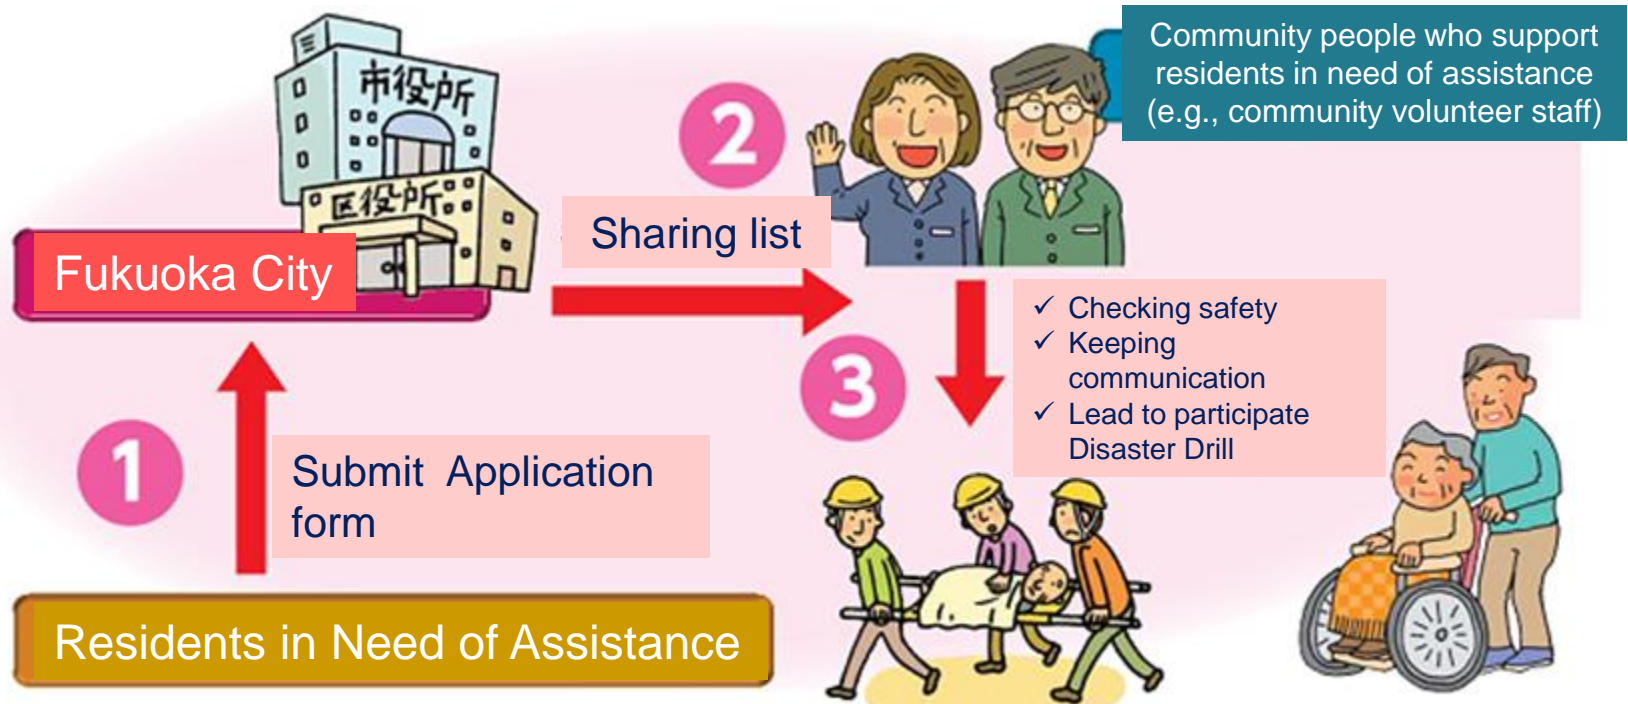 市役所
区役所
Fukuoka City
1
Submit Application
form
Residents in Need of Assistance
2
Sharing list
Community people who support
residents in need of assistance
(e.g., community volunteer staff)
3
✓ Checking safety
✓ Keeping
communication
✓ Lead to participate
Disaster Drill